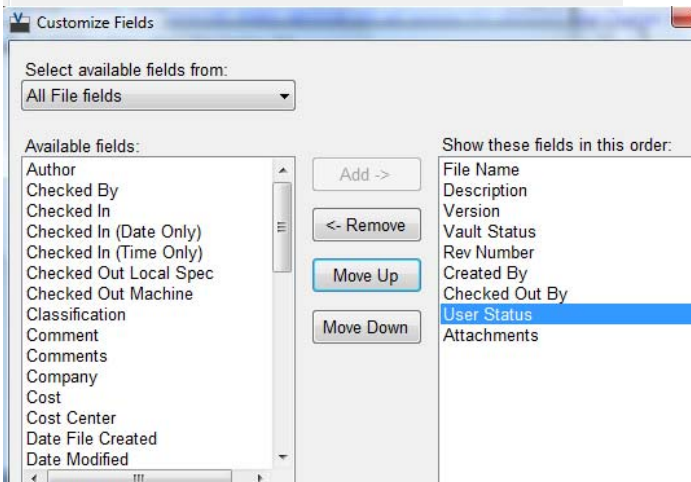 Customize Fields
Select available fields from:
All File fields
Available fields:
Author
Checked By
Checked In
Checked In (Date Only)
Checked In (Time Only)
Checked Out Local Spec
Checked Out Machine
Classification
Comment
Comments
Company
Cost
Cost Center
Date File Created
Date Modified
Add ->
<- Remove
Move Up
Move Down
Show these fields in this order:
File Name
Description
Version
Vault Status
Rev Number
Created By
Checked Out By
User Status
Attachments